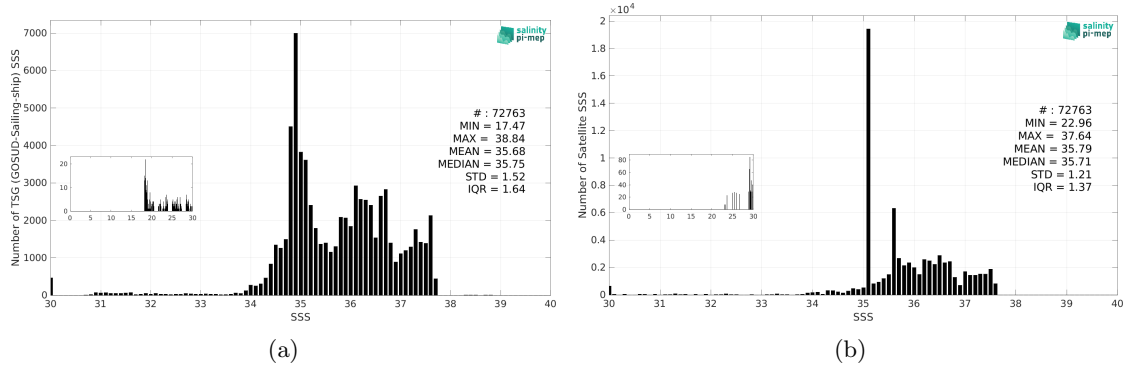 salinity
pi-mep
Number of TSG (GOSUD-Sailing-ship) SSS
7000
6000
5000
4000
3000
2000
1000
0
# : 72763
MIN = 17.47
MAX = 38.84
MEAN = 35.68
MEDIAN = 35.75
STD = 1.52
IQR = 1.64
20
10
0
0 5 10 15 20 25 30
30 31 32 33 34 35 36 37 38 39 40
SSS
(a)
×10⁴
salinity
pi-mep
Number of Satellite SSS
2
1.8
1.6
1.4
1.2
1
0.8
0.6
0.4
0.2
0
# : 72763
MIN = 22.96
MAX = 37.64
MEAN = 35.79
MEDIAN = 35.71
STD = 1.21
IQR = 1.37
80
60
40
20
0
0 5 10 15 20 25 30
30 31 32 33 34 35 36 37 38 39 40
SSS
(b)